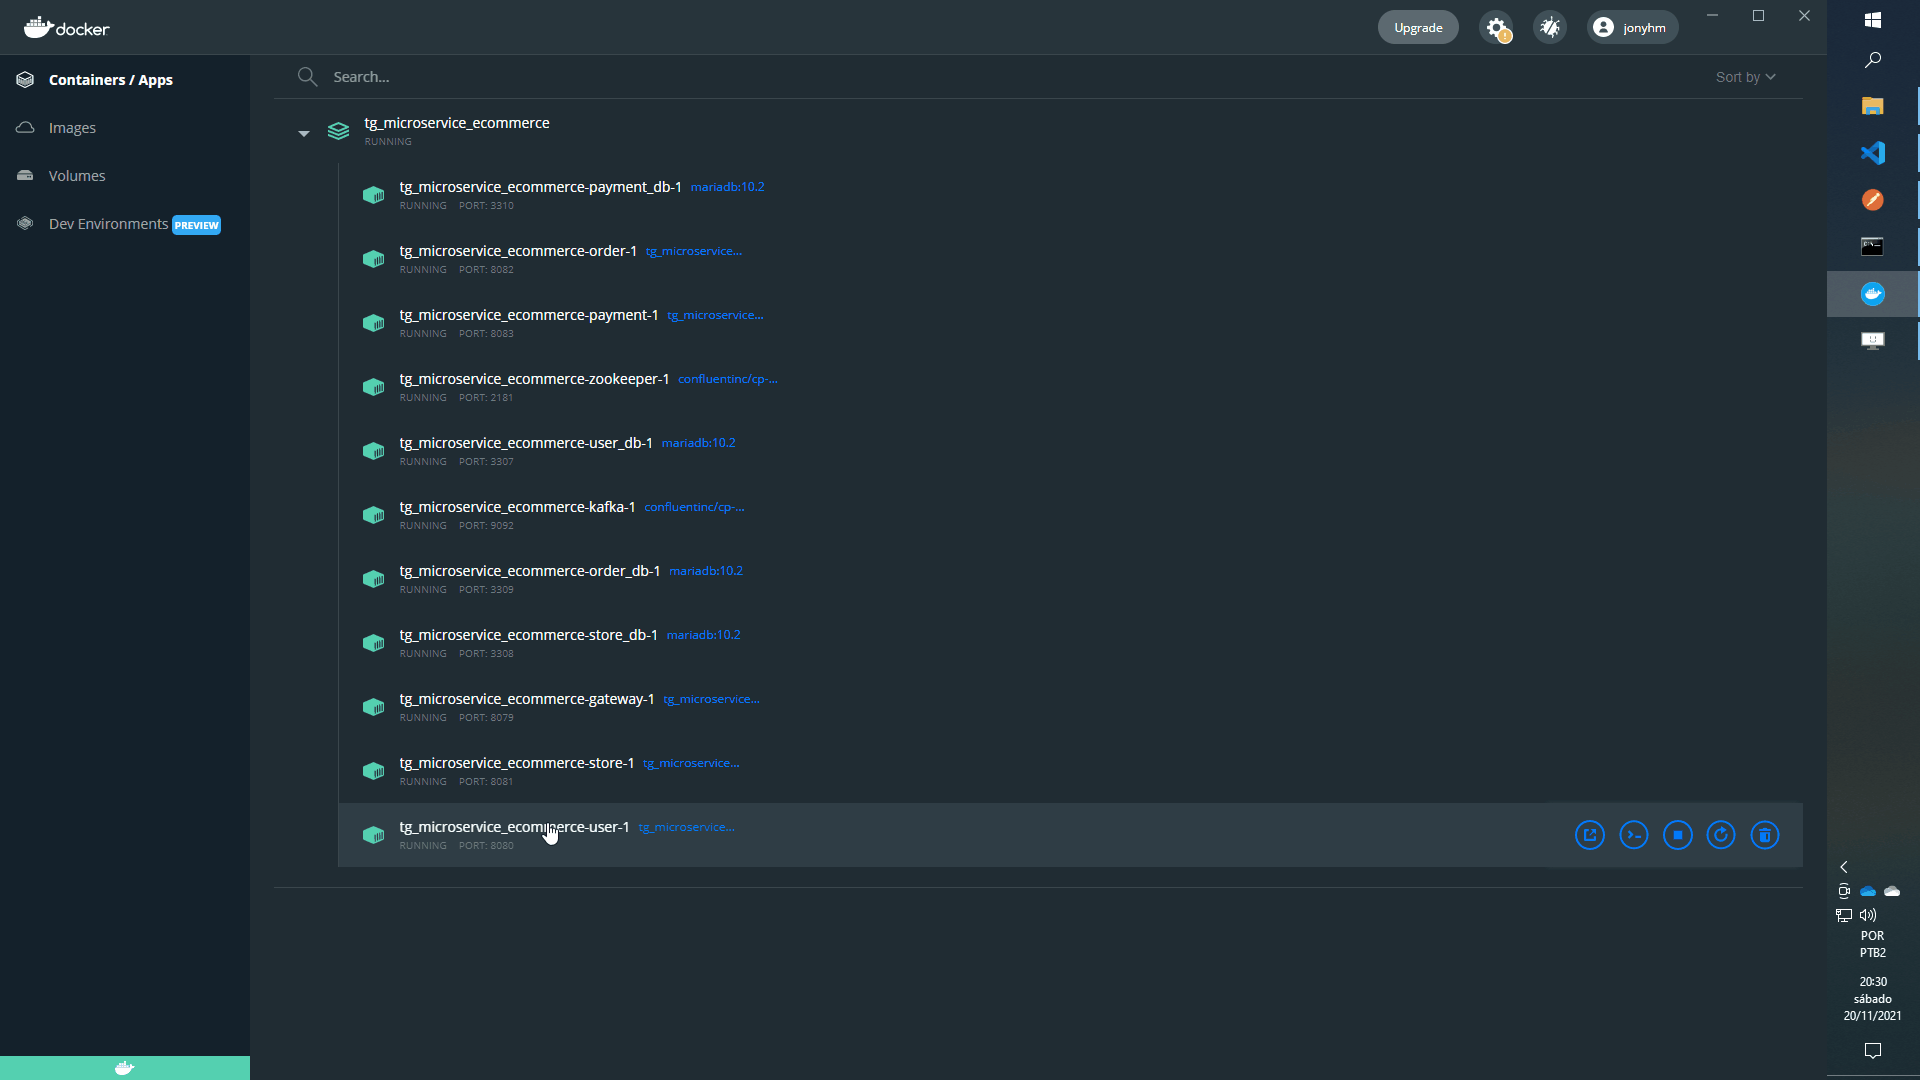 docker
Upgrade
jonyhm
Containers / Apps
Images
Volumes
Dev Environments PREVIEW
Search...
Sort by
tg_microservice_ecommerce
RUNNING
tg_microservice_ecommerce-payment_db-1 mariadb:10.2
RUNNING PORT: 3310
tg_microservice_ecommerce-order-1 tg_microservice...
RUNNING PORT: 8082
tg_microservice_ecommerce-payment-1 tg_microservice...
RUNNING PORT: 8083
tg_microservice_ecommerce-zookeeper-1 confluentinc/cp-...
RUNNING PORT: 2181
tg_microservice_ecommerce-user_db-1 mariadb:10.2
RUNNING PORT: 3307
tg_microservice_ecommerce-kafka-1 confluentinc/cp-...
RUNNING PORT: 9092
tg_microservice_ecommerce-order_db-1 mariadb:10.2
RUNNING PORT: 3309
tg_microservice_ecommerce-store_db-1 mariadb:10.2
RUNNING PORT: 3308
tg_microservice_ecommerce-gateway-1 tg_microservice...
RUNNING PORT: 8079
tg_microservice_ecommerce-store-1 tg_microservice...
RUNNING PORT: 8081
tg_microservice_ecommerce-user-1 tg_microservice...
RUNNING PORT: 8080
POR
PTB2
20:30
sábado
20/11/2021